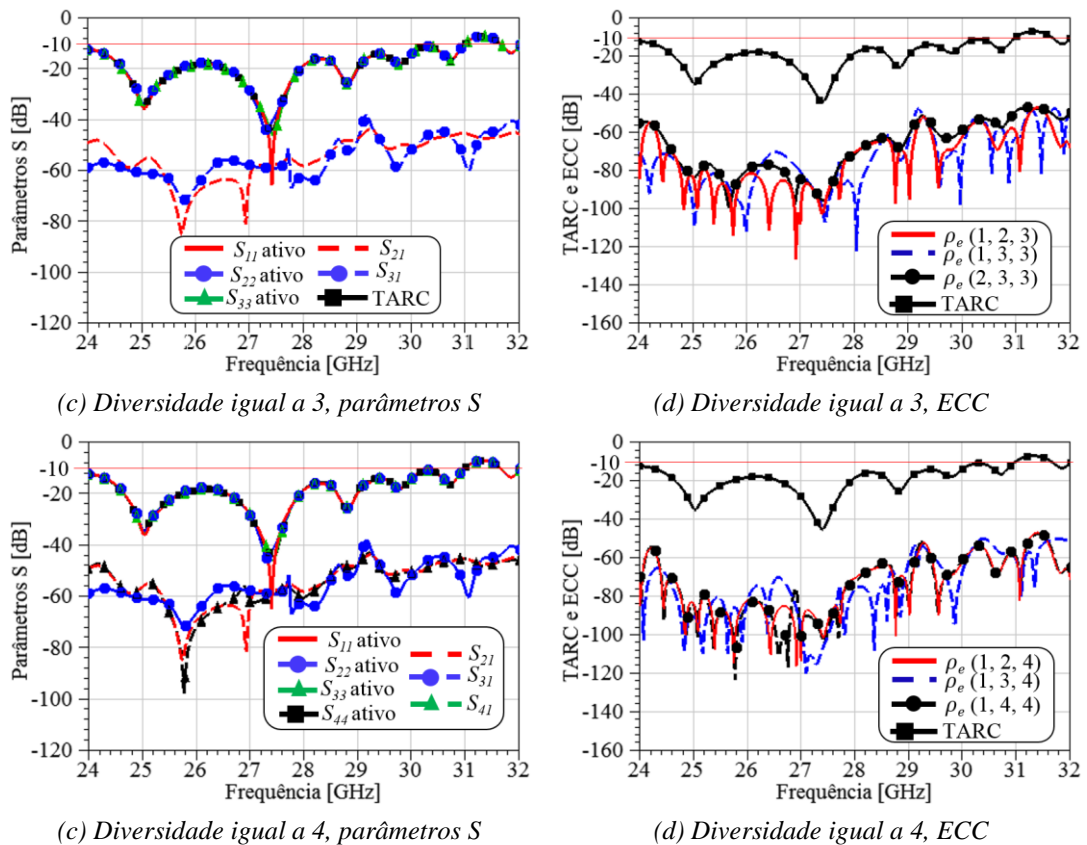 0
-10
-20
-40
-60
-80
-100
-120
Parâmetros S [dB]
24 25 26 27 28 29 30 31 32
Frequência [GHz]
S11 ativo
S22 ativo
S33 ativo
S21
S31
TARC
(c) Diversidade igual a 3, parâmetros S
0
-10
-20
-40
-60
-80
-100
-120
-140
-160
TARC e ECC [dB]
24 25 26 27 28 29 30 31 32
Frequência [GHz]
ρe (1, 2, 3)
ρe (1, 3, 3)
ρe (2, 3, 3)
TARC
(d) Diversidade igual a 3, ECC
0
-10
-20
-40
-60
-80
-100
-120
Parâmetros S [dB]
24 25 26 27 28 29 30 31 32
Frequência [GHz]
S11 ativo
S22 ativo
S33 ativo
S44 ativo
S21
S31
S41
(c) Diversidade igual a 4, parâmetros S
0
-10
-20
-40
-60
-80
-100
-120
-140
-160
TARC e ECC [dB]
24 25 26 27 28 29 30 31 32
Frequência [GHz]
ρe (1, 2, 4)
ρe (1, 3, 4)
ρe (1, 4, 4)
TARC
(d) Diversidade igual a 4, ECC